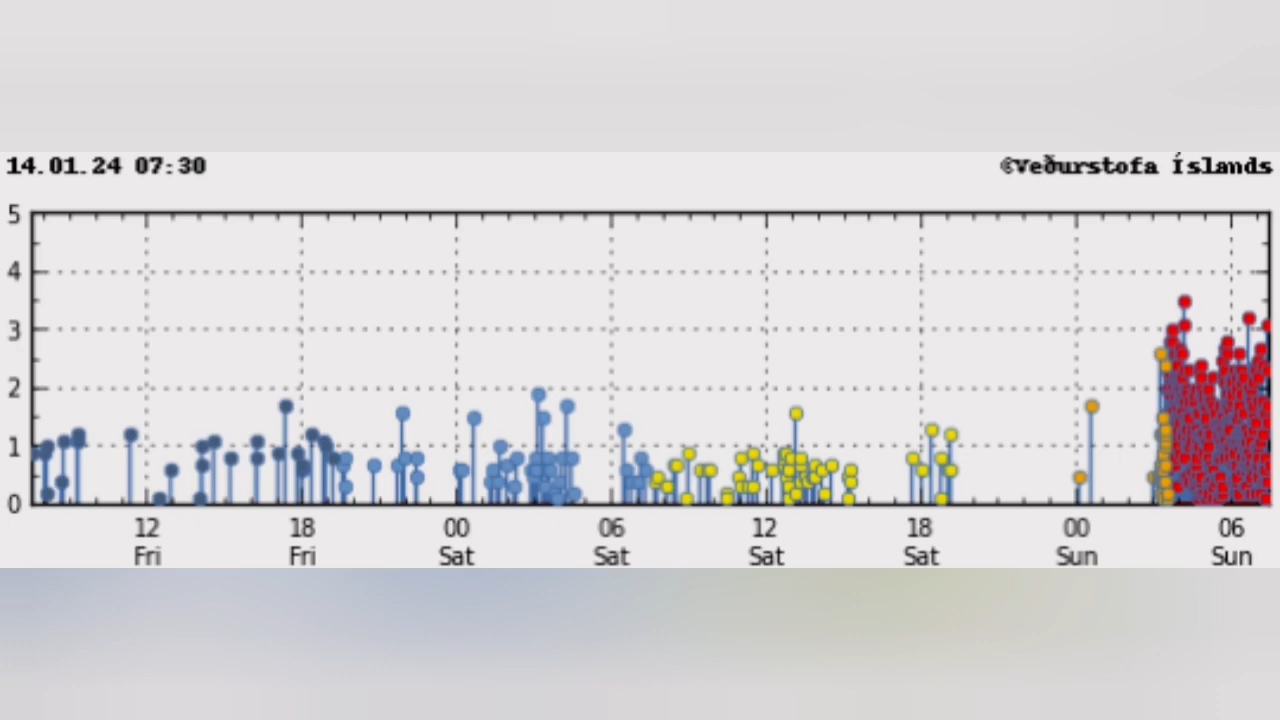 14.01.24 07:30 ©Veðurstofa Íslands
5
4
3
2
1
0
12 18 00 06 12 18 00 06
Fri Fri Sat Sat Sat Sat Sun Sun